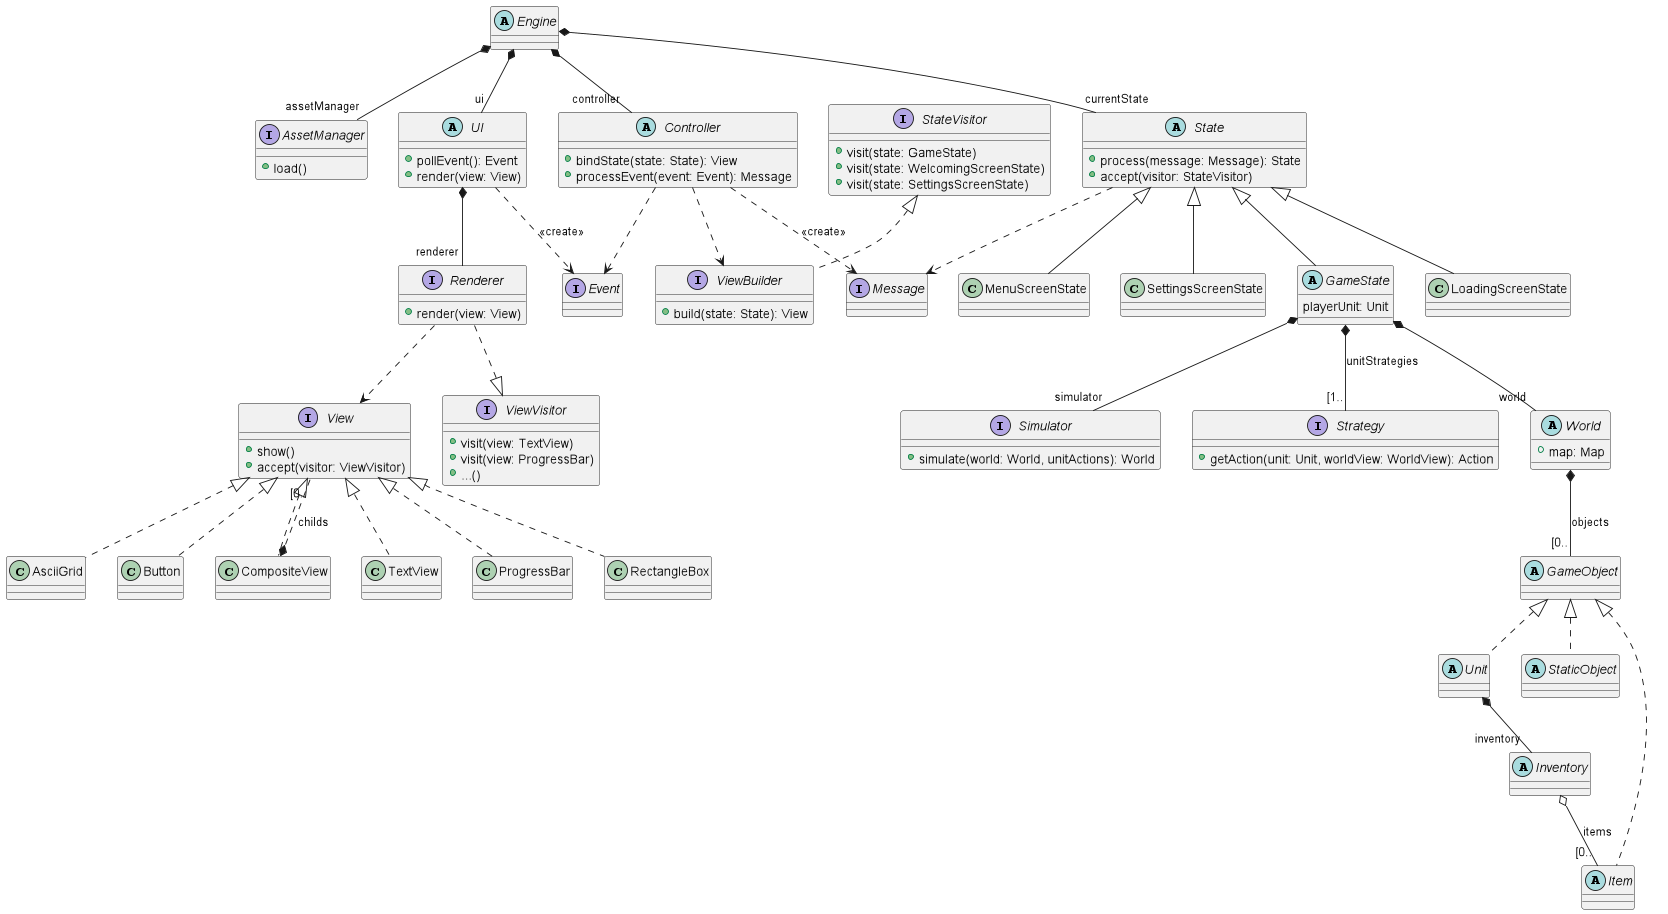 A Engine
assetManager
ui
controller
currentState
I AssetManager
load()
A UI
pollEvent(): Event
render(view: View)
A Controller
bindState(state: State): View
processEvent(event: Event): Message
I StateVisitor
visit(state: GameState)
visit(state: WelcomingScreenState)
visit(state: SettingsScreenState)
A State
process(message: Message): State
accept(visitor: StateVisitor)
renderer
«create»
«create»
I Renderer
render(view: View)
I Event
I ViewBuilder
build(state: State): View
I Message
C MenuScreenState
C SettingsScreenState
A GameState
playerUnit: Unit
C LoadingScreenState
simulator
unitStrategies
[1..
world
I View
show()
accept(visitor: ViewVisitor)
I ViewVisitor
visit(view: TextView)
visit(view: ProgressBar)
...()
I Simulator
simulate(world: World, unitActions): World
I Strategy
getAction(unit: Unit, worldView: WorldView): Action
A World
map: Map
[0
childs
objects
[0..
C AsciiGrid
C Button
C CompositeView
C TextView
C ProgressBar
C RectangleBox
A GameObject
A Unit
A StaticObject
inventory
A Inventory
items
[0..
A Item